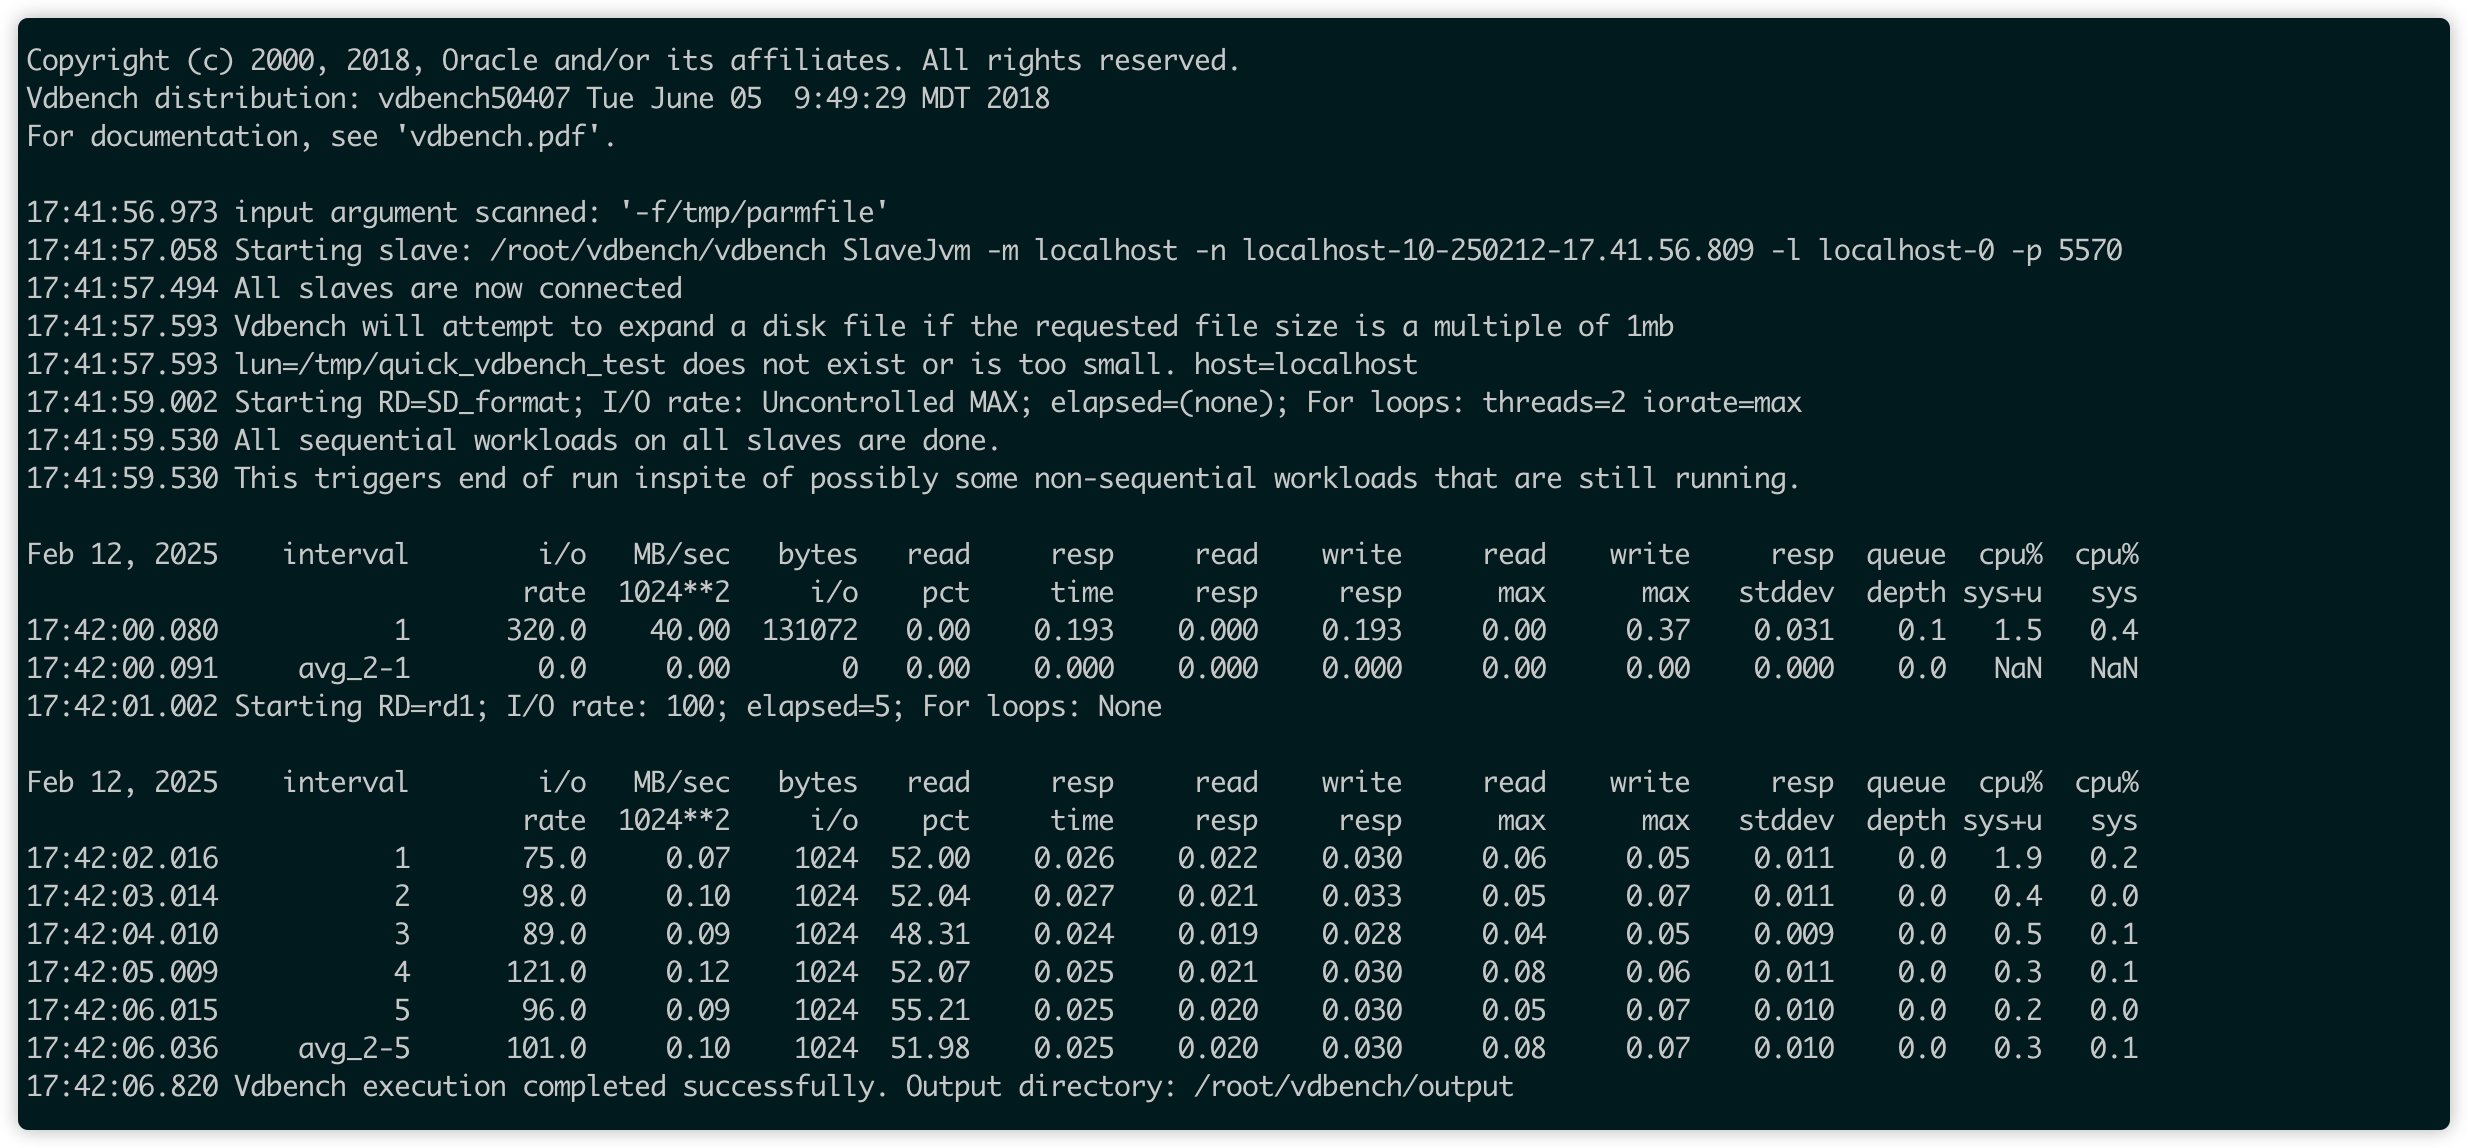 Copyright (c) 2000, 2018, Oracle and/or its affiliates. All rights reserved.
Vdbench distribution: vdbench50407 Tue June 05  9:49:29 MDT 2018
For documentation, see 'vdbench.pdf'.

17:41:56.973 input argument scanned: '-f/tmp/parmfile'
17:41:57.058 Starting slave: /root/vdbench/vdbench SlaveJvm -m localhost -n localhost-10-250212-17.41.56.809 -l localhost-0 -p 5570
17:41:57.494 All slaves are now connected
17:41:57.593 Vdbench will attempt to expand a disk file if the requested file size is a multiple of 1mb
17:41:57.593 lun=/tmp/quick_vdbench_test does not exist or is too small. host=localhost
17:41:59.002 Starting RD=SD_format; I/O rate: Uncontrolled MAX; elapsed=(none); For loops: threads=2 iorate=max
17:41:59.530 All sequential workloads on all slaves are done.
17:41:59.530 This triggers end of run inspite of possibly some non-sequential workloads that are still running.

Feb 12, 2025    interval        i/o   MB/sec   bytes   read     resp     read    write     read    write     resp  queue  cpu%  cpu%
                               rate  1024**2     i/o    pct     time     resp     resp      max      max   stddev  depth sys+u   sys
17:42:00.080           1      320.0    40.00  131072   0.00    0.193    0.000    0.193     0.00     0.37    0.031    0.1   1.5   0.4
17:42:00.091     avg_2-1        0.0     0.00       0   0.00    0.000    0.000    0.000     0.00     0.00    0.000    0.0   NaN   NaN
17:42:01.002 Starting RD=rd1; I/O rate: 100; elapsed=5; For loops: None

Feb 12, 2025    interval        i/o   MB/sec   bytes   read     resp     read    write     read    write     resp  queue  cpu%  cpu%
                               rate  1024**2     i/o    pct     time     resp     resp      max      max   stddev  depth sys+u   sys
17:42:02.016           1       75.0     0.07    1024  52.00    0.026    0.022    0.030     0.06     0.05    0.011    0.0   1.9   0.2
17:42:03.014           2       98.0     0.10    1024  52.04    0.027    0.021    0.033     0.05     0.07    0.011    0.0   0.4   0.0
17:42:04.010           3       89.0     0.09    1024  48.31    0.024    0.019    0.028     0.04     0.05    0.009    0.0   0.5   0.1
17:42:05.009           4      121.0     0.12    1024  52.07    0.025    0.021    0.030     0.08     0.06    0.011    0.0   0.3   0.1
17:42:06.015           5       96.0     0.09    1024  55.21    0.025    0.020    0.030     0.05     0.07    0.010    0.0   0.2   0.0
17:42:06.036     avg_2-5      101.0     0.10    1024  51.98    0.025    0.020    0.030     0.08     0.07    0.010    0.0   0.3   0.1
17:42:06.820 Vdbench execution completed successfully. Output directory: /root/vdbench/output